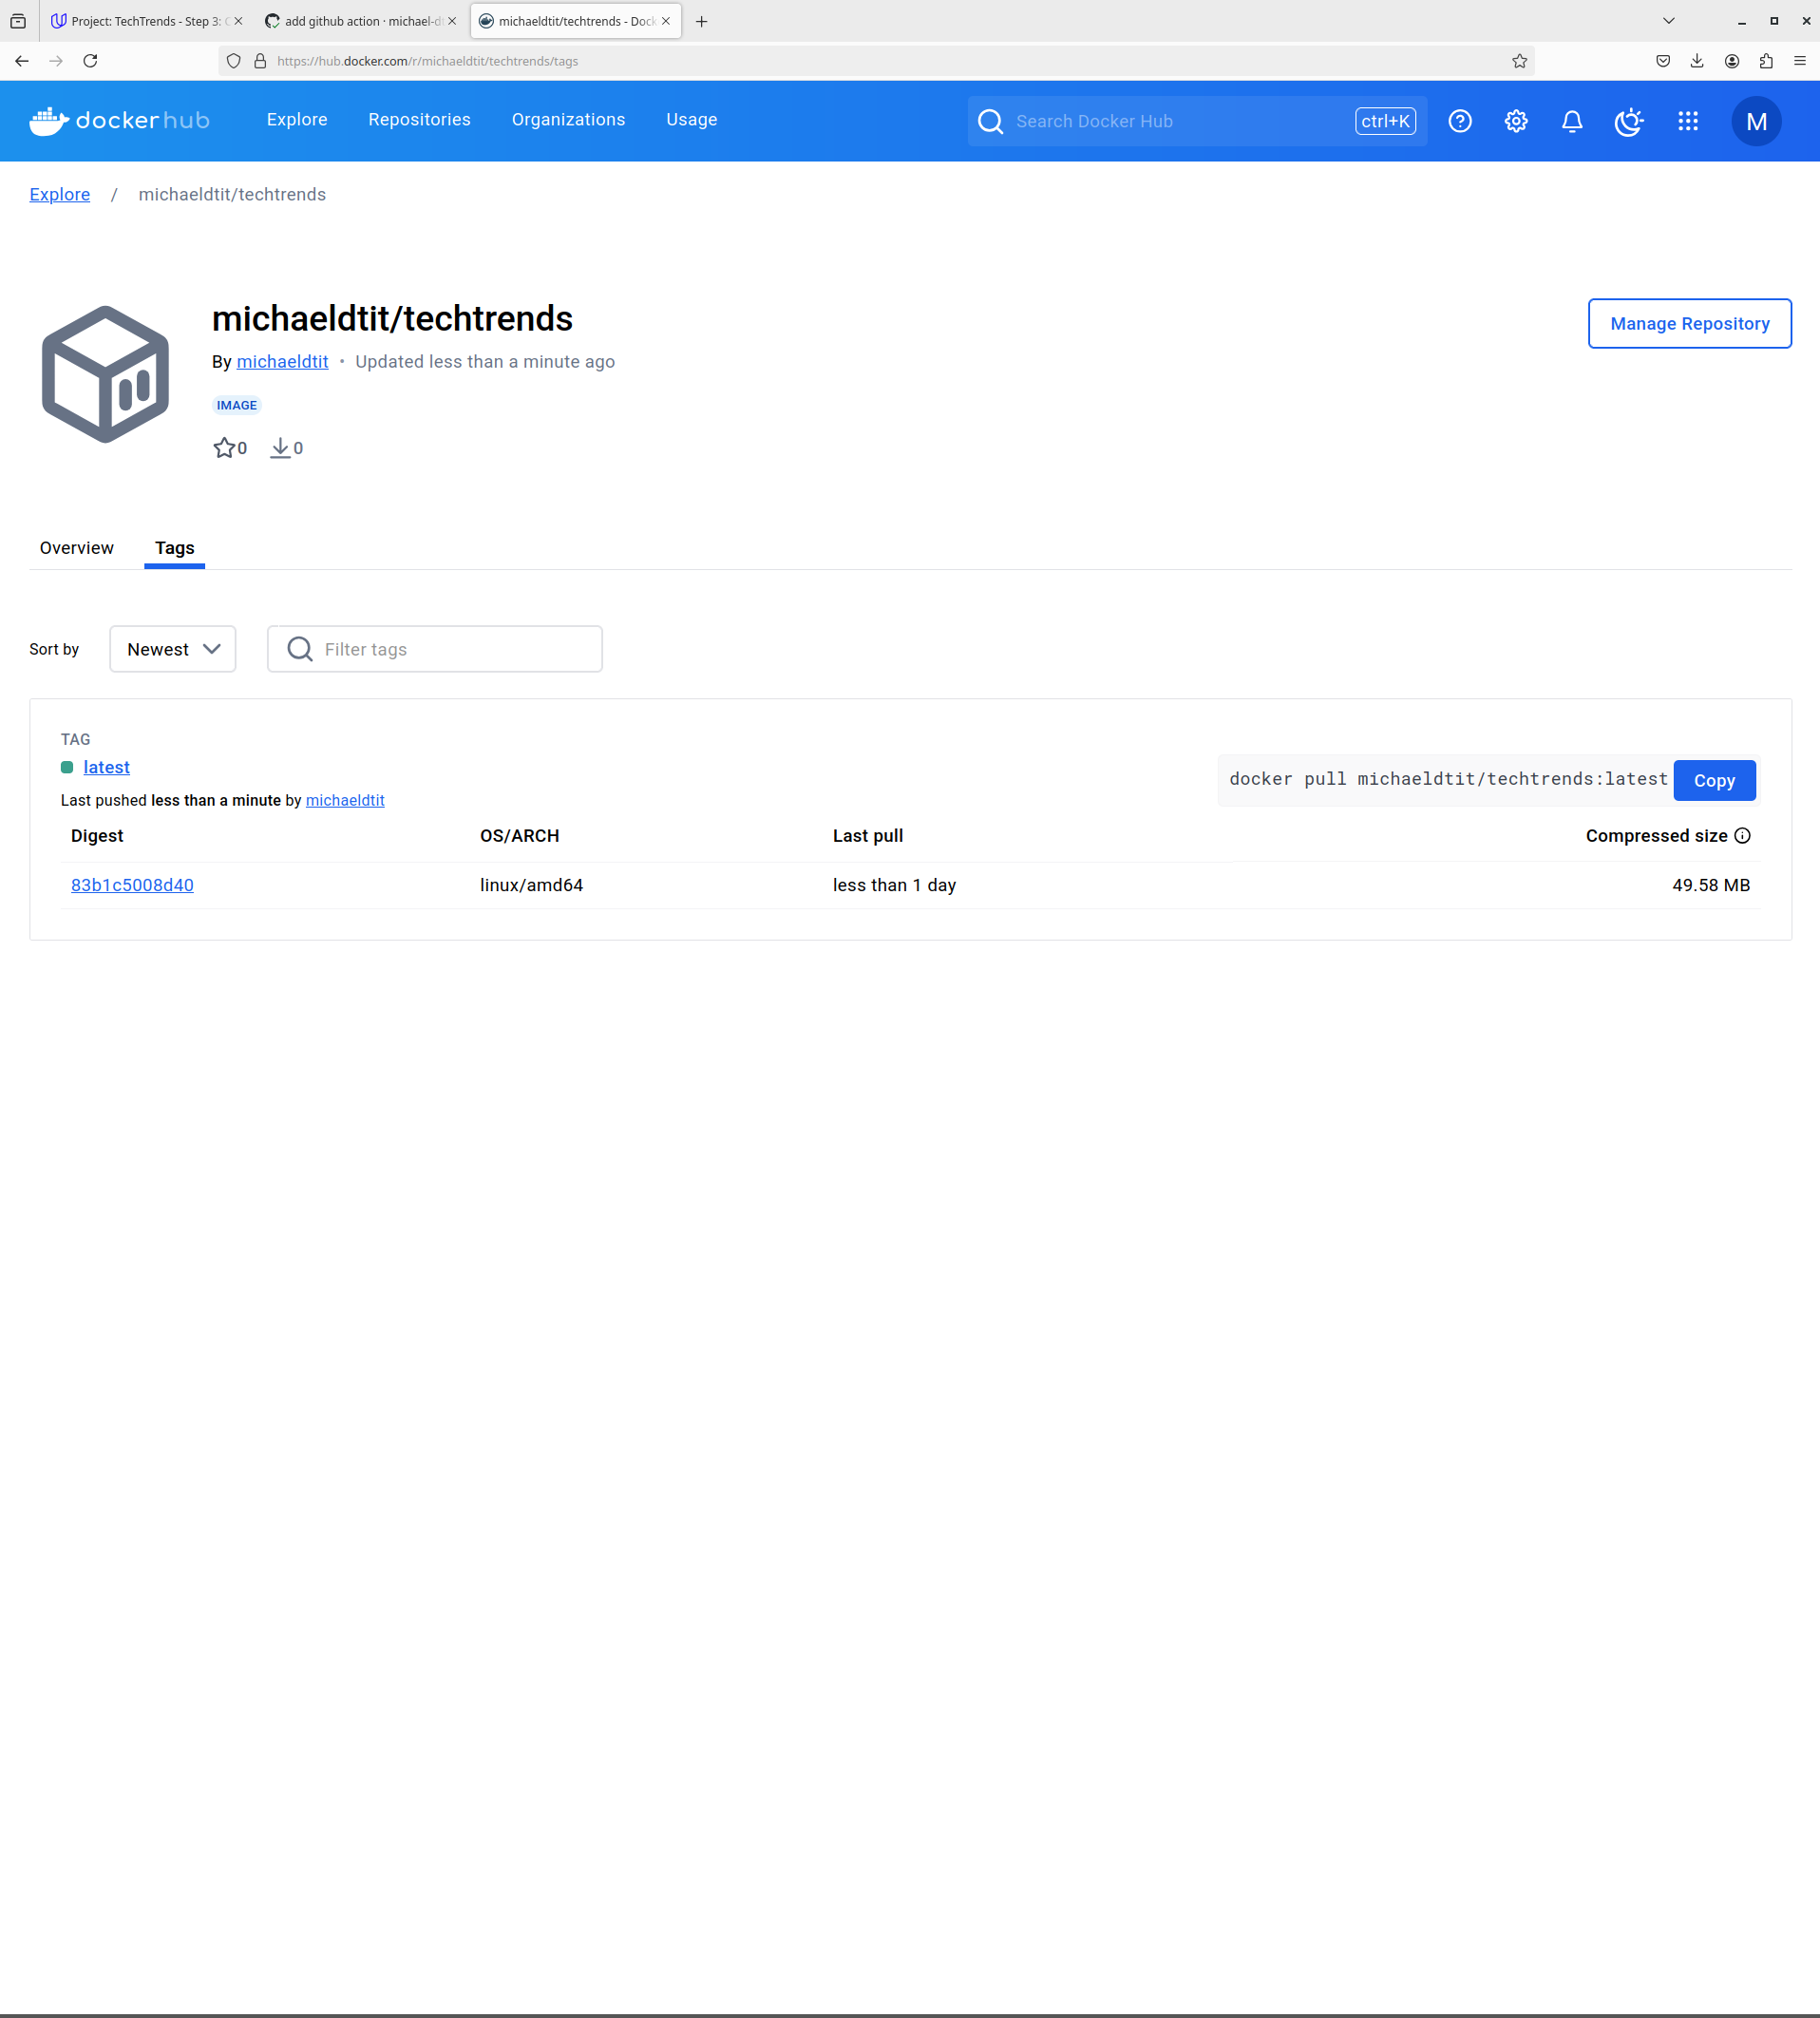 Project: TechTrends - Step 3:
add github action · michael-d
michaeldtit/techtrends - Dock
https://hub.docker.com/r/michaeldtit/techtrends/tags
docker hub
Explore
Repositories
Organizations
Usage
Search Docker Hub
ctrl+K
M
Explore / michaeldtit/techtrends
michaeldtit/techtrends
Manage Repository
By michaeldtit • Updated less than a minute ago
IMAGE
0 0
Overview Tags
Sort by Newest Filter tags
TAG
latest
docker pull michaeldtit/techtrends:latest Copy
Last pushed less than a minute by michaeldtit
Digest OS/ARCH Last pull Compressed size
83b1c5008d40 linux/amd64 less than 1 day 49.58 MB